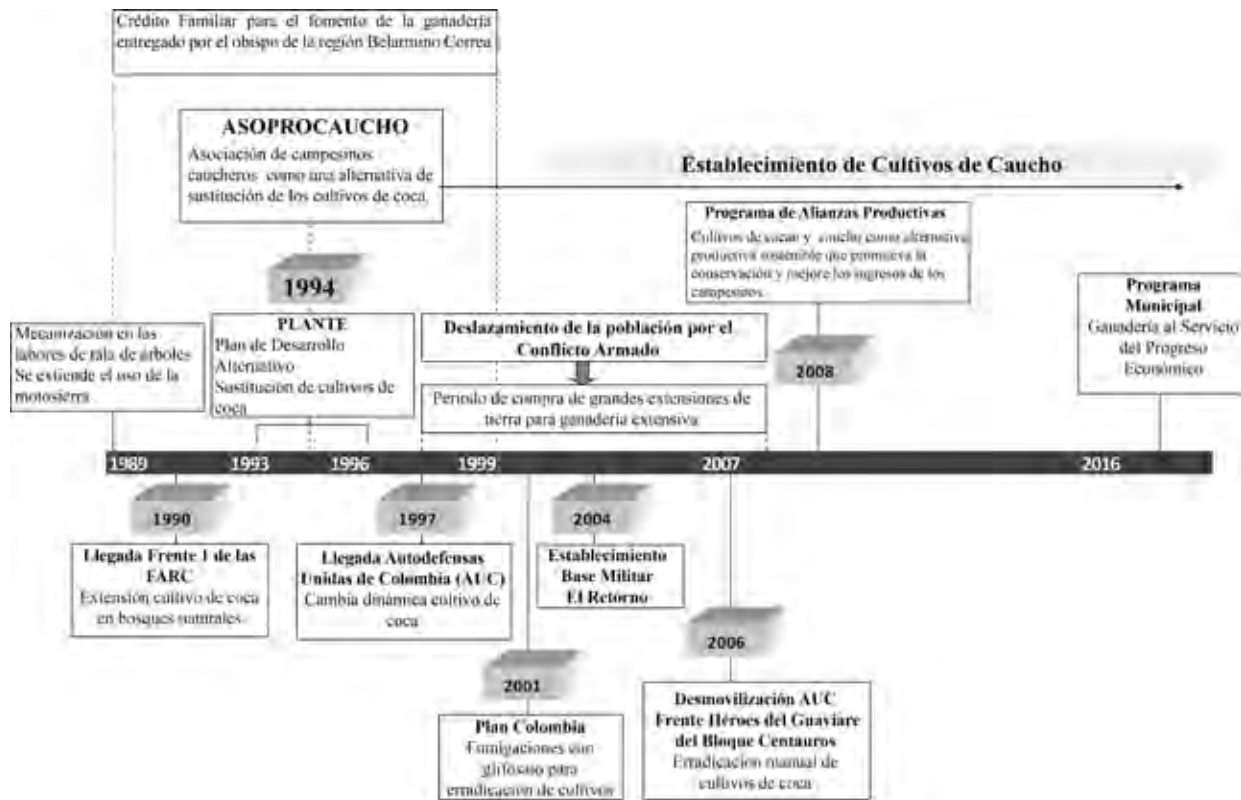 Crédito Familiar para el fomento de la ganadería
entregado por el obispo de la región Belarmino Correa
ASOPROCAUCHO
Asociación de campesinos
caucheros como una alternativa de
sustitución de los cultivos de coca.
Establecimiento de Cultivos de Caucho
Programa de Alianzas Productivas
Cultivos de cacao y caucho como alternativa
productiva sostenible que promueva la
conservación y mejore los ingresos de los
campesinos.
1994
Mecanización en las
labores de tala de árboles
Se extiende el uso de la
motosierra
PLANTE
Plan de Desarrollo
Alternativo
Sustitución de cultivos de
coca
Deslazamiento de la población por el
Conflicto Armado
Periodo de compra de grandes extensiones de
tierra para ganadería extensiva
2008
Programa
Municipal
Ganadería al Servicio
del Progreso
Económico
1989 1993 1996 1999 2007 2016
1990
Llegada Frente 1 de las
FARC
Extensión cultivo de coca
en bosques naturales
1997
Llegada Autodefensas
Unidas de Colombia (AUC)
Cambia dinámica cultivo de
coca
2004
Establecimiento
Base Militar
El Retorno
2001
Plan Colombia
Fumigaciones con
glifosato para
erradicación de cultivos
2006
Desmovilización AUC
Frente Héroes del Guaviare
del Bloque Centauros
Erradicación manual de
cultivos de coca